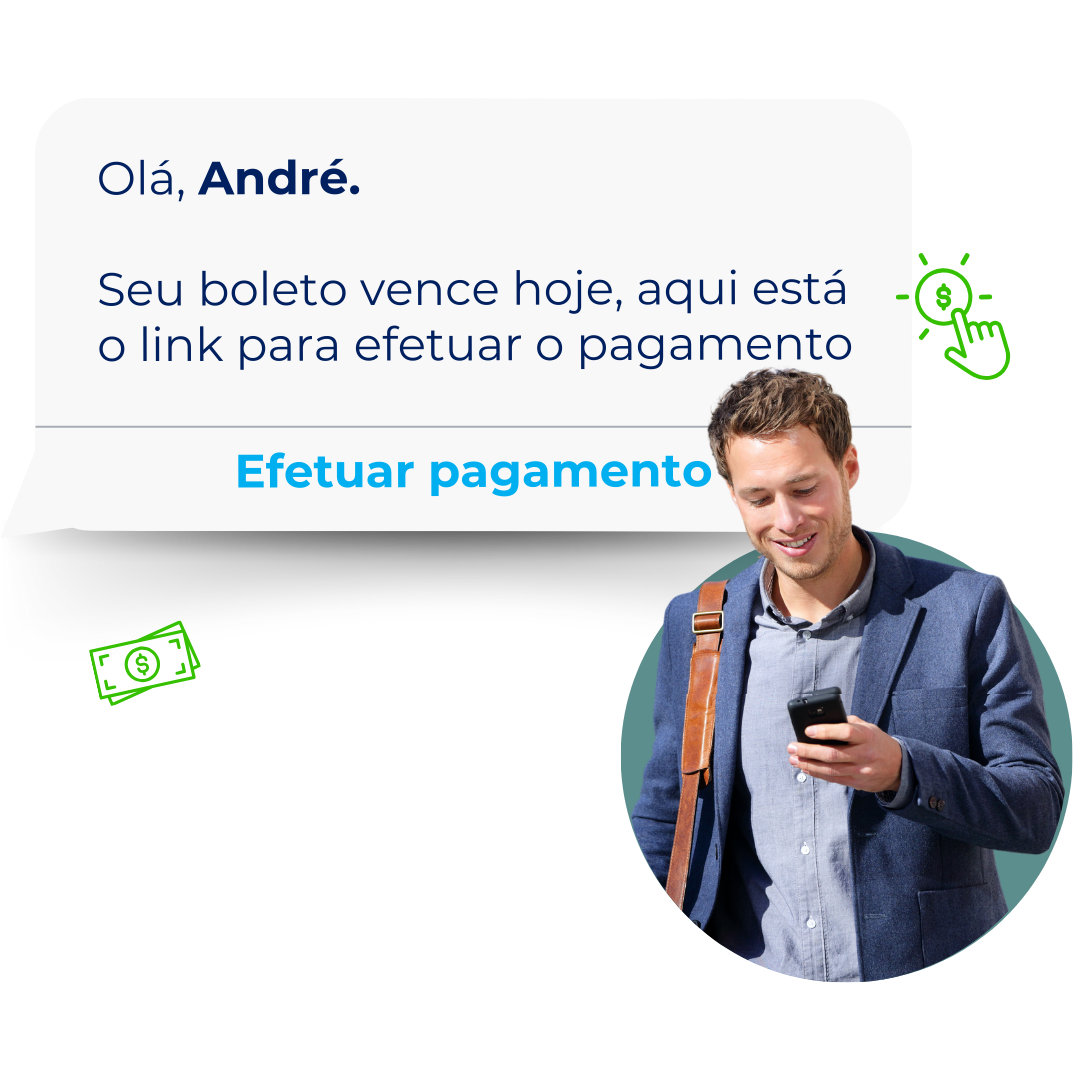 Olá, André.
Seu boleto vence hoje, aqui está
o link para efetuar o pagamento
Efetuar pagamento